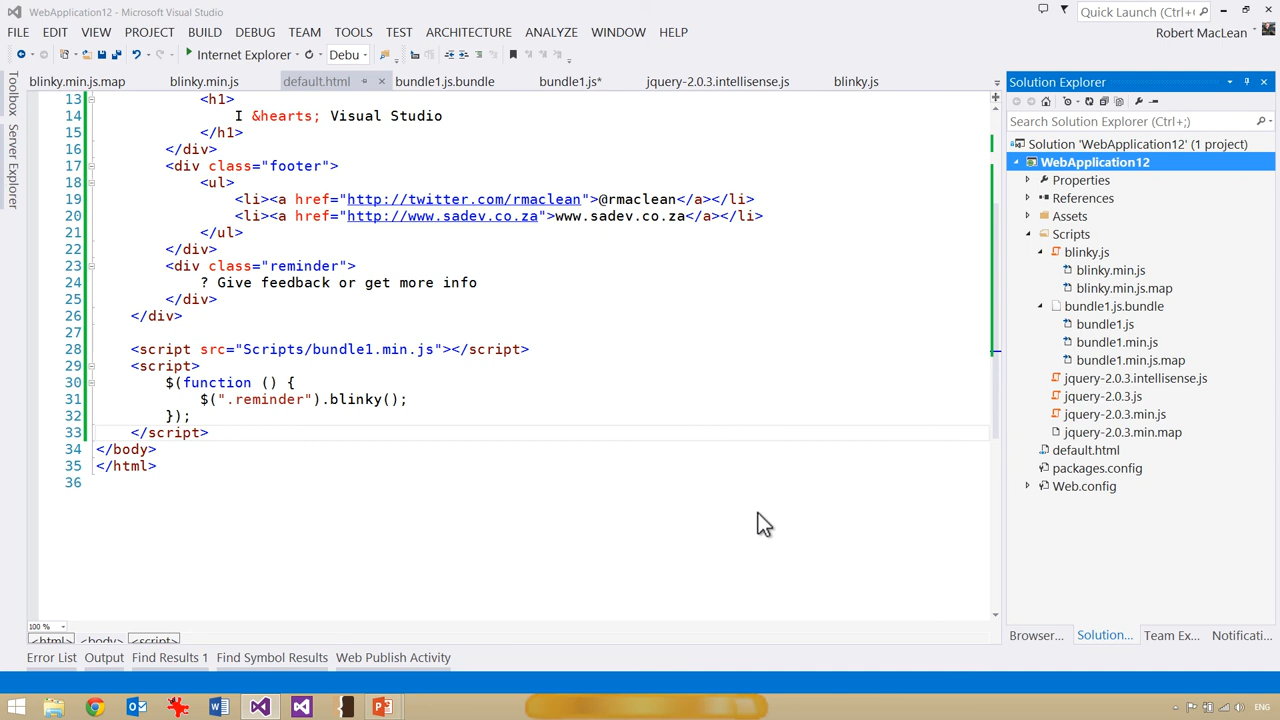 WebApplication12 - Microsoft Visual Studio
Quick Launch (Ctrl+
FILE EDIT VIEW PROJECT BUILD DEBUG TEAM TOOLS TEST ARCHITECTURE ANALYZE WINDOW HELP
Robert MacLean
Internet Explorer Debu
blinky.min.js.map blinky.min.js default.html bundle1.js.bundle bundle1.js* jquery-2.0.3.intellisense.js blinky.js
Toolbox
Server Explorer
13 <h1>
14 I &hearts; Visual Studio
15 </h1>
16 </div>
17 <div class="footer">
18 <ul>
19 <li><a href="http://twitter.com/rmaclean">@rmaclean</a></li>
20 <li><a href="http://www.sadev.co.za">www.sadev.co.za</a></li>
21 </ul>
22 </div>
23 <div class="reminder">
24 ? Give feedback or get more info
25 </div>
26 </div>
27
28 <script src="Scripts/bundle1.min.js"></script>
29 <script>
30 $(function () {
31 $(".reminder").blinky();
32 });
33 </script>
34 </body>
35 </html>
36
100 %
<html> <body> <script>
Error List Output Find Results 1 Find Symbol Results Web Publish Activity
Solution Explorer
Search Solution Explorer (Ctrl+;)
Solution 'WebApplication12' (1 project)
WebApplication12
Properties
References
Assets
Scripts
blinky.js
blinky.min.js
blinky.min.js.map
bundle1.js.bundle
bundle1.js
bundle1.min.js
bundle1.min.js.map
jquery-2.0.3.intellisense.js
jquery-2.0.3.js
jquery-2.0.3.min.js
jquery-2.0.3.min.map
default.html
packages.config
Web.config
Browser... Solution... Team Ex... Notificati...
ENG